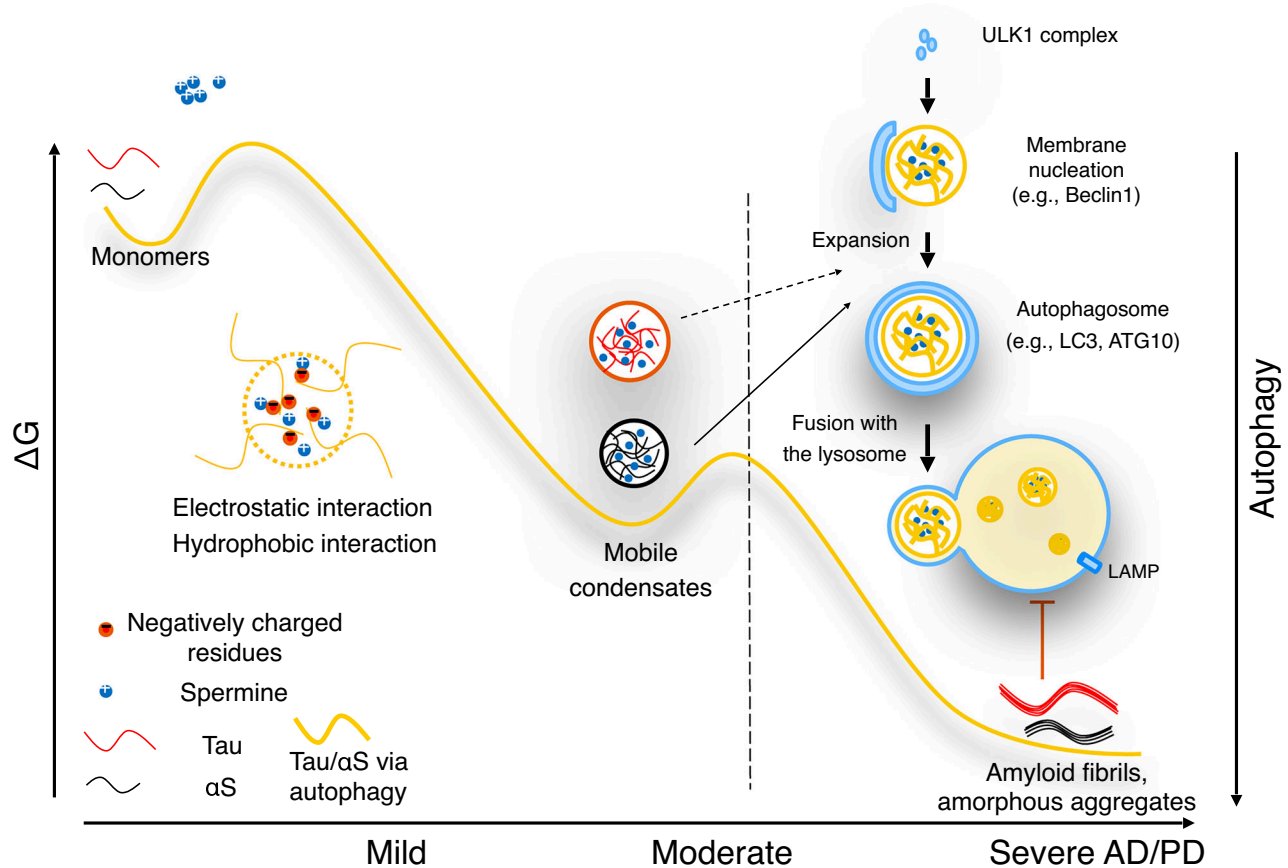 ULK1 complex
Membrane
nucleation
(e.g., Beclin1)
Monomers
Expansion
Autophagosome
(e.g., LC3, ATG10)
ΔG
Autophagy
Fusion with
the lysosome
Electrostatic interaction
Hydrophobic interaction
Mobile
condensates
LAMP
Negatively charged
residues
Spermine
Tau
αS
Tau/αS via
autophagy
Amyloid fibrils,
amorphous aggregates
Mild
Moderate
Severe AD/PD